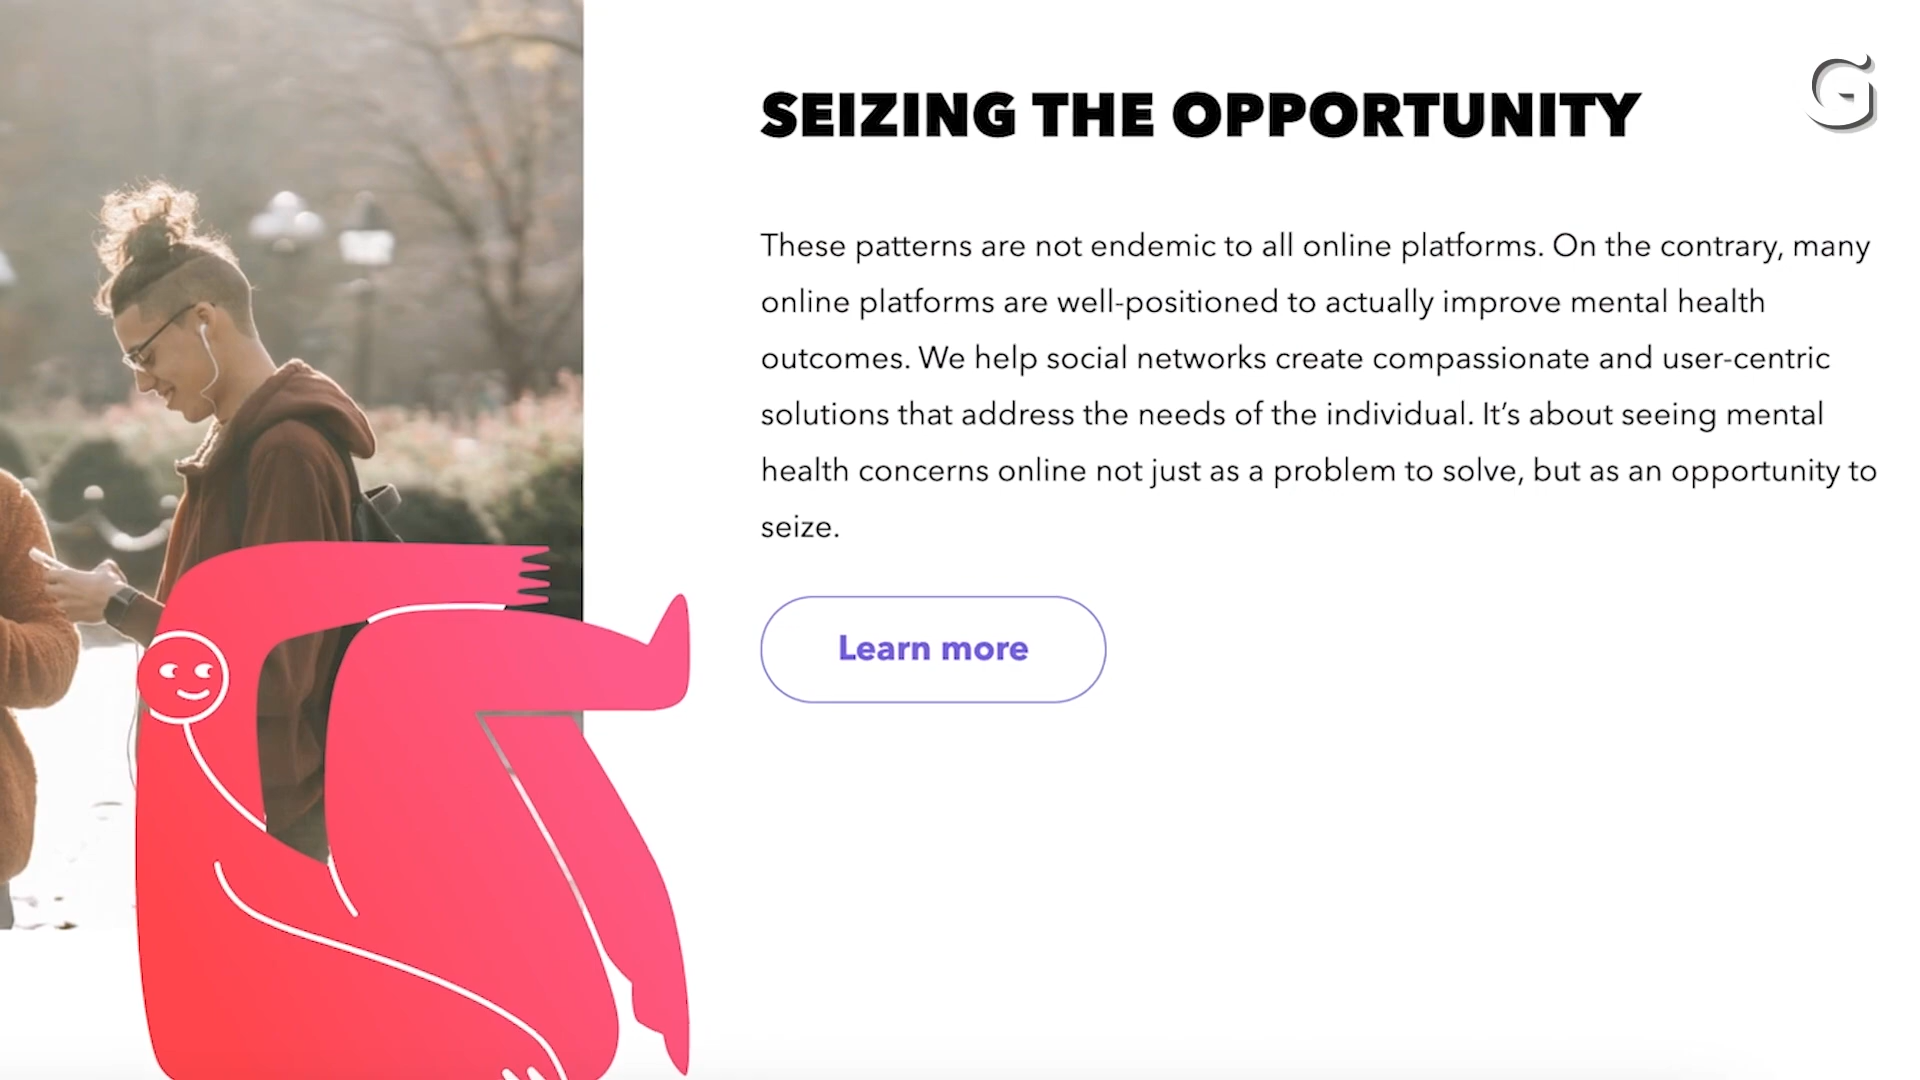 SEIZING THE OPPORTUNITY
G
These patterns are not endemic to all online platforms. On the contrary, many
online platforms are well-positioned to actually improve mental health
outcomes. We help social networks create compassionate and user-centric
solutions that address the needs of the individual. It’s about seeing mental
health concerns online not just as a problem to solve, but as an opportunity to
seize.
Learn more